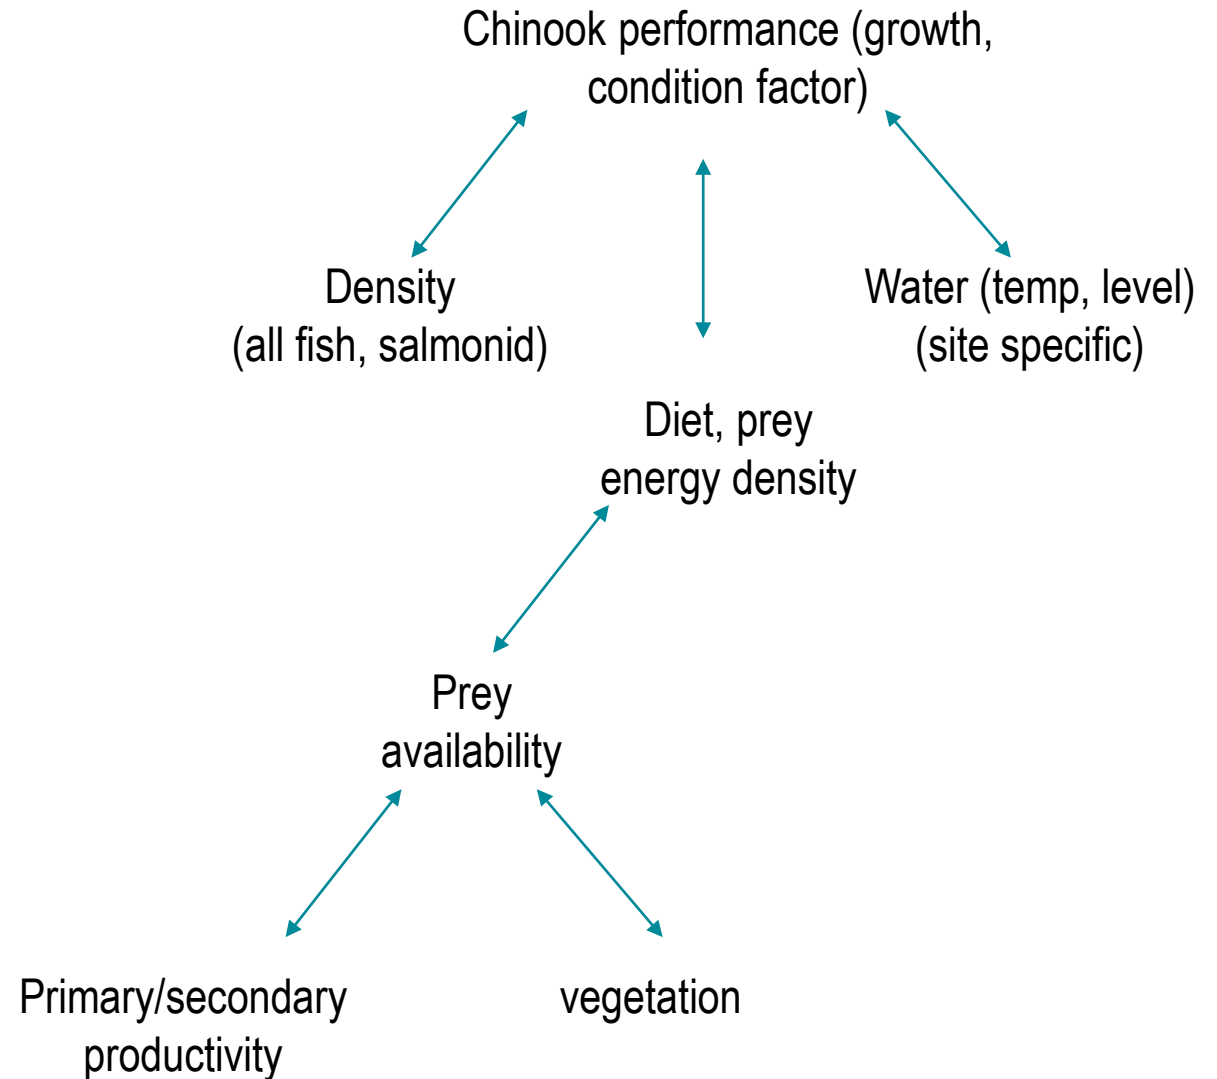 Chinook performance (growth,
condition factor)
Density
(all fish, salmonid)
Water (temp, level)
(site specific)
Diet, prey
energy density
Prey
availability
Primary/secondary
productivity
vegetation